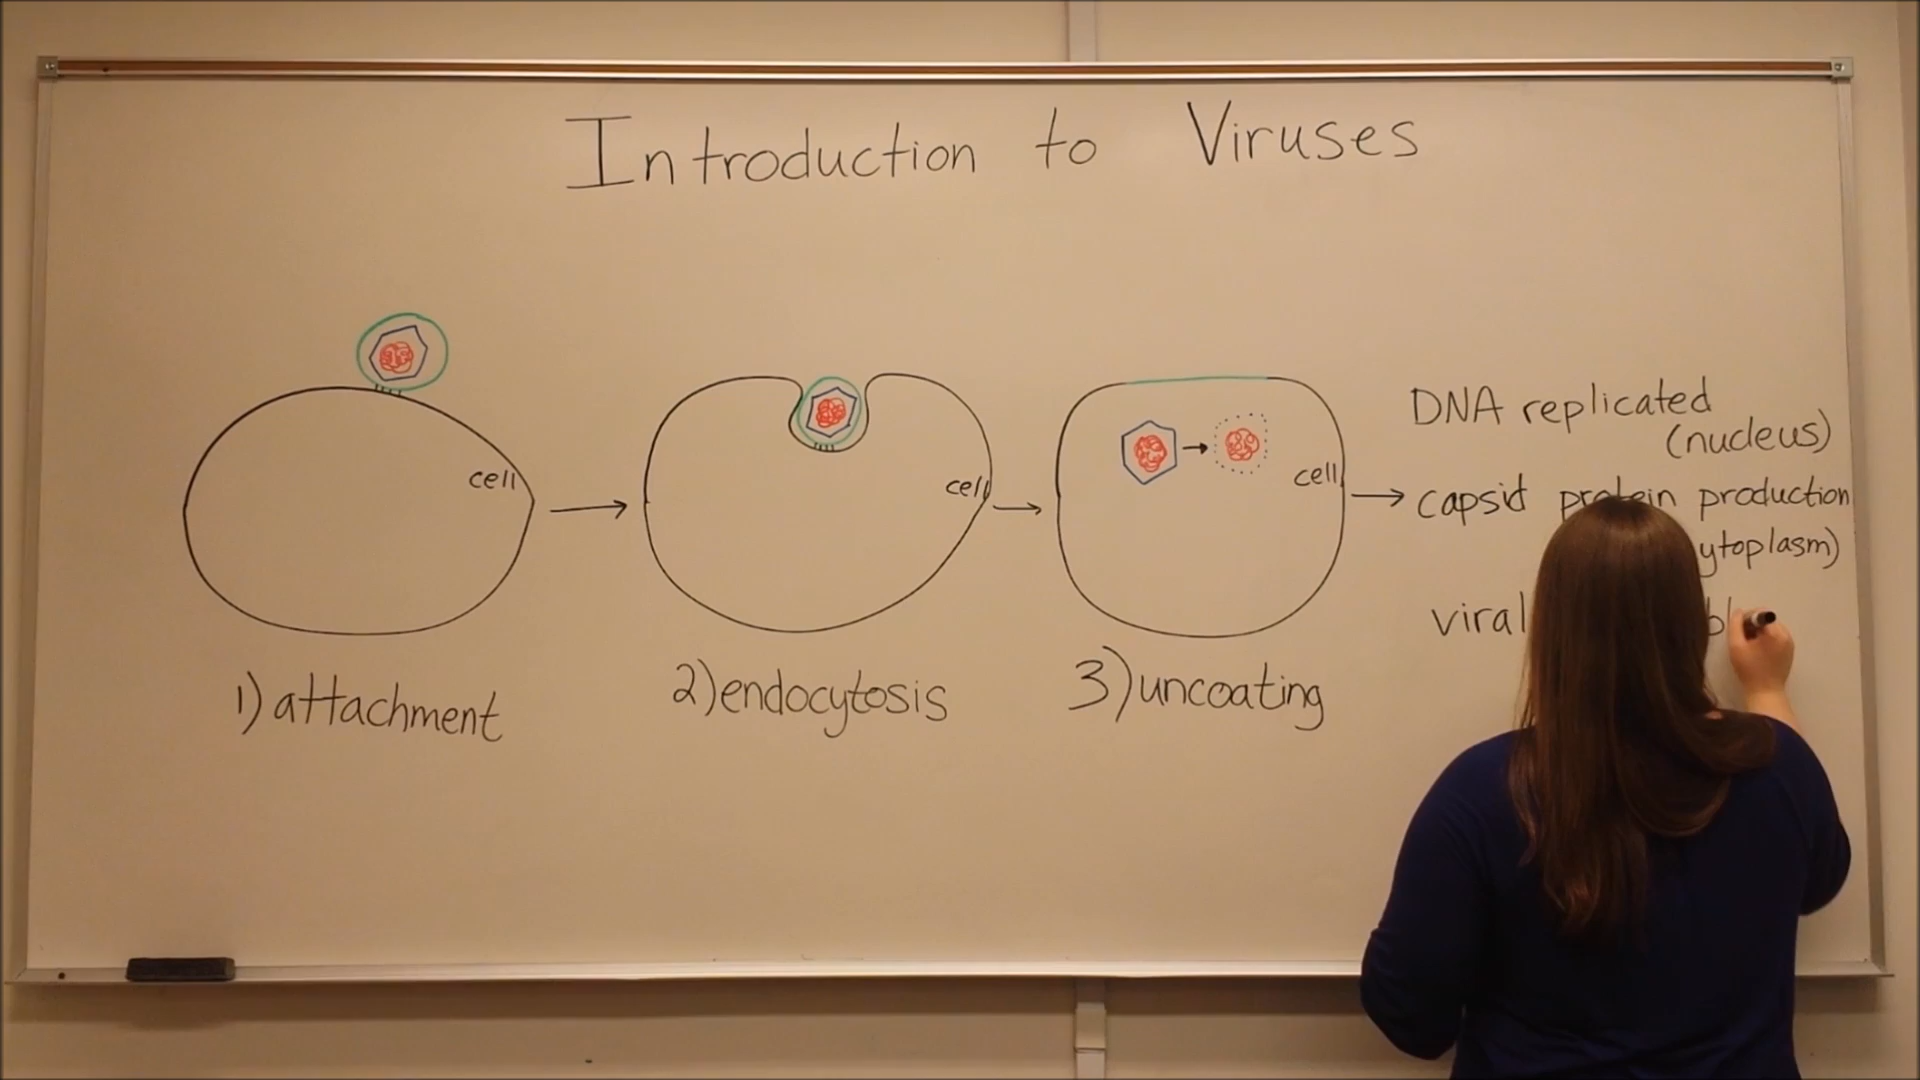 Introduction to Viruses
cell
cell
cell
1) attachment
2) endocytosis
3) uncoating
DNA replicated
(nucleus)
capsid protein production
ytoplasm)
viral